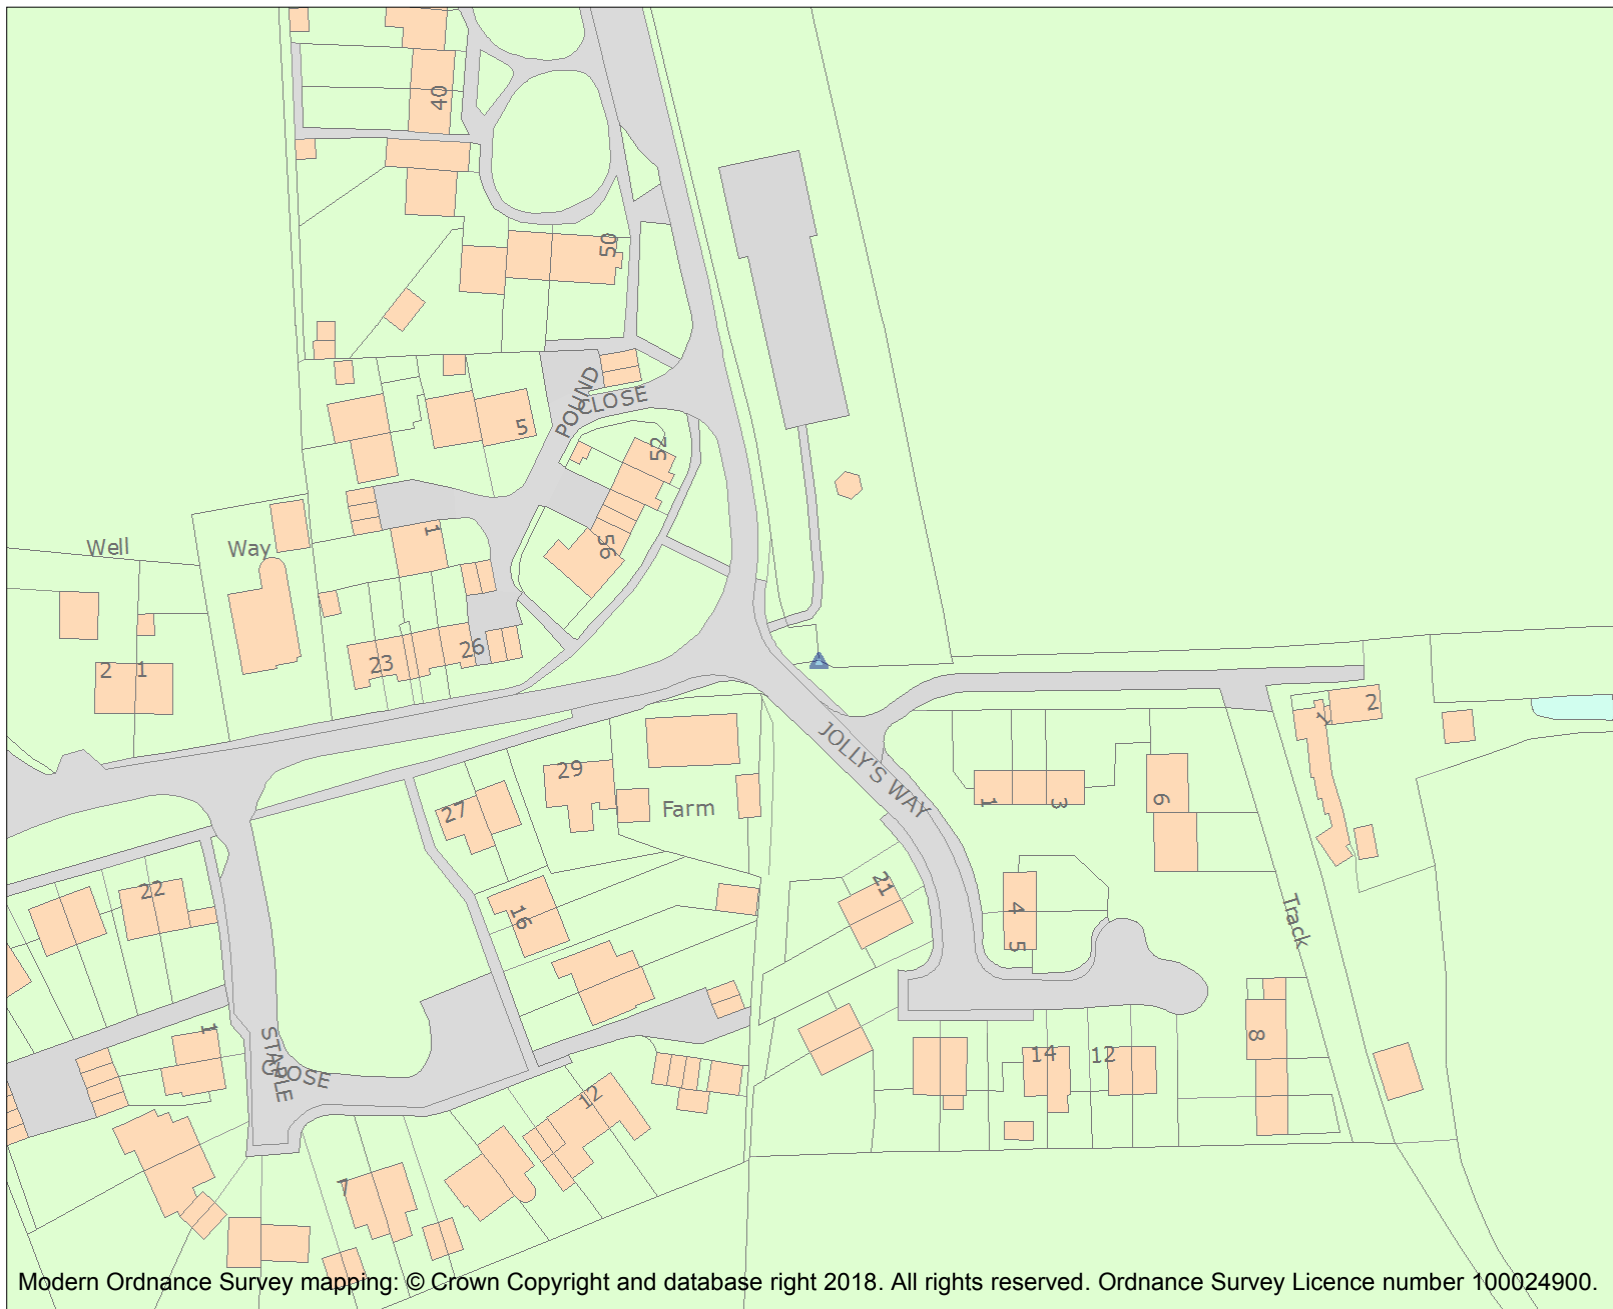 40
50
POUND
CLOSE
5
52
1
56
Well
Way
23
26
2 1
2
1
JOLLY'S WAY
29
27
Farm
1
3
6
22
16
21
4
5
Track
1
STAPLE
CLOSE
8
14
12
12
7
Modern Ordnance Survey mapping: © Crown Copyright and database right 2018. All rights reserved. Ordnance Survey Licence number 100024900.